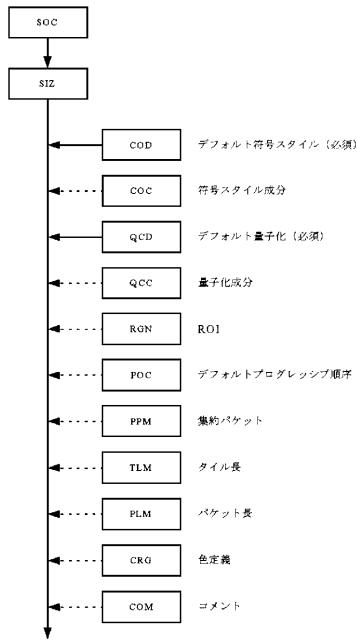 SOC
SIZ
COD デフォルト符号スタイル（必須）
COC 符号スタイル成分
QCD デフォルト量子化（必須）
QCC 量子化成分
RGN ROI
POC デフォルトプログレッシブ順序
PPM 集約パケット
TLM タイル長
PLM パケット長
CRG 色定義
COM コメント